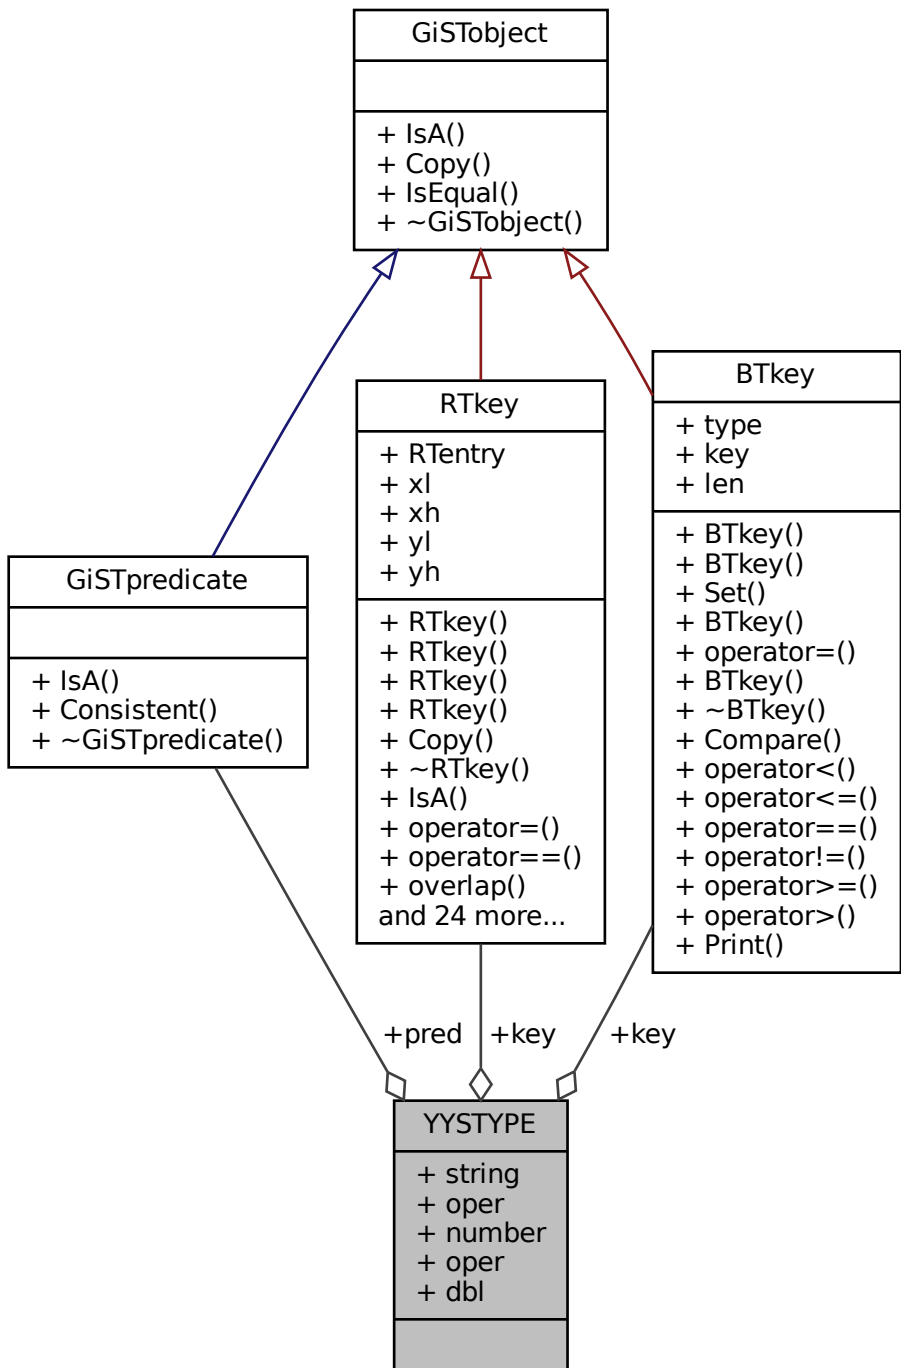 GiSTobject
+ IsA()
+ Copy()
+ IsEqual()
+ ~GiSTobject()
GiSTpredicate
+ IsA()
+ Consistent()
+ ~GiSTpredicate()
RTkey
+ RTentry
+ xl
+ xh
+ yl
+ yh
+ RTkey()
+ RTkey()
+ RTkey()
+ RTkey()
+ Copy()
+ ~RTkey()
+ IsA()
+ operator=()
+ operator==()
+ overlap()
and 24 more...
BTkey
+ type
+ key
+ len
+ BTkey()
+ BTkey()
+ Set()
+ BTkey()
+ operator=()
+ BTkey()
+ ~BTkey()
+ Compare()
+ operator<()
+ operator<=()
+ operator==()
+ operator!=()
+ operator>=()
+ operator>()
+ Print()
+pred
+key
+key
YYSTYPE
+ string
+ oper
+ number
+ oper
+ dbl